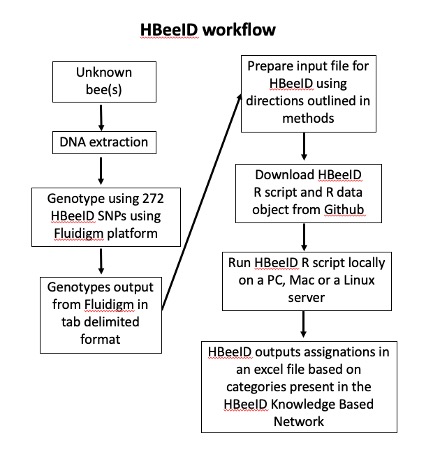 HBeeID workflow
Unknown
bee(s)
DNA extraction
Genotype using 272
HBeeID SNPs using
Fluidigm platform
Genotypes output
from Fluidigm in
tab delimited
format
Prepare input file for
HBeeID using
directions outlined in
methods
Download HBeeID
R script and R data
object from Github
Run HBeeID R script locally
on a PC, Mac or a Linux
server
HBeeID outputs assignations in
an excel file based on
categories present in the
HBeeID Knowledge Based
Network